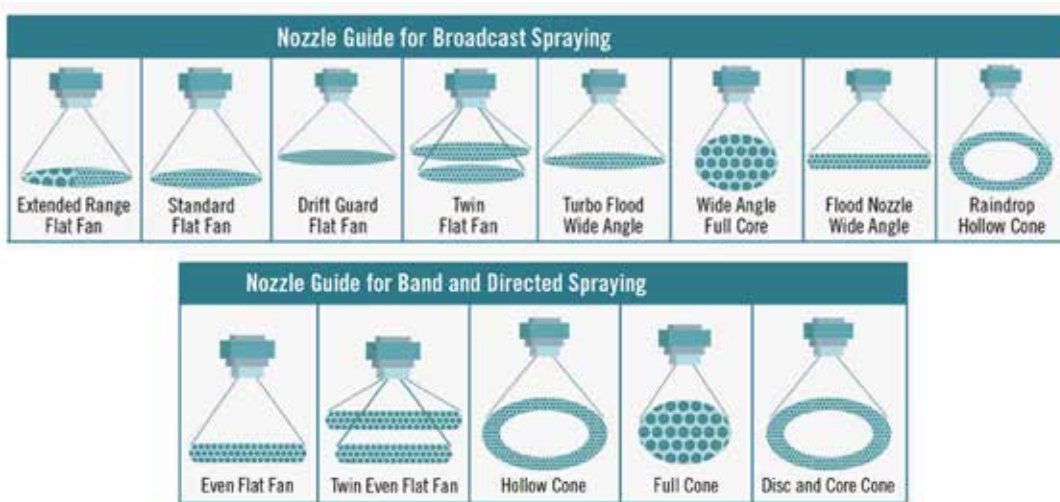 Nozzle Guide for Broadcast Spraying
Extended Range
Flat Fan
Standard
Flat Fan
Drift Guard
Flat Fan
Twin
Flat Fan
Turbo Flood
Wide Angle
Wide Angle
Full Core
Flood Nozzle
Wide Angle
Raindrop
Hollow Cone
Nozzle Guide for Band and Directed Spraying
Even Flat Fan
Twin Even Flat Fan
Hollow Cone
Full Cone
Disc and Core Cone